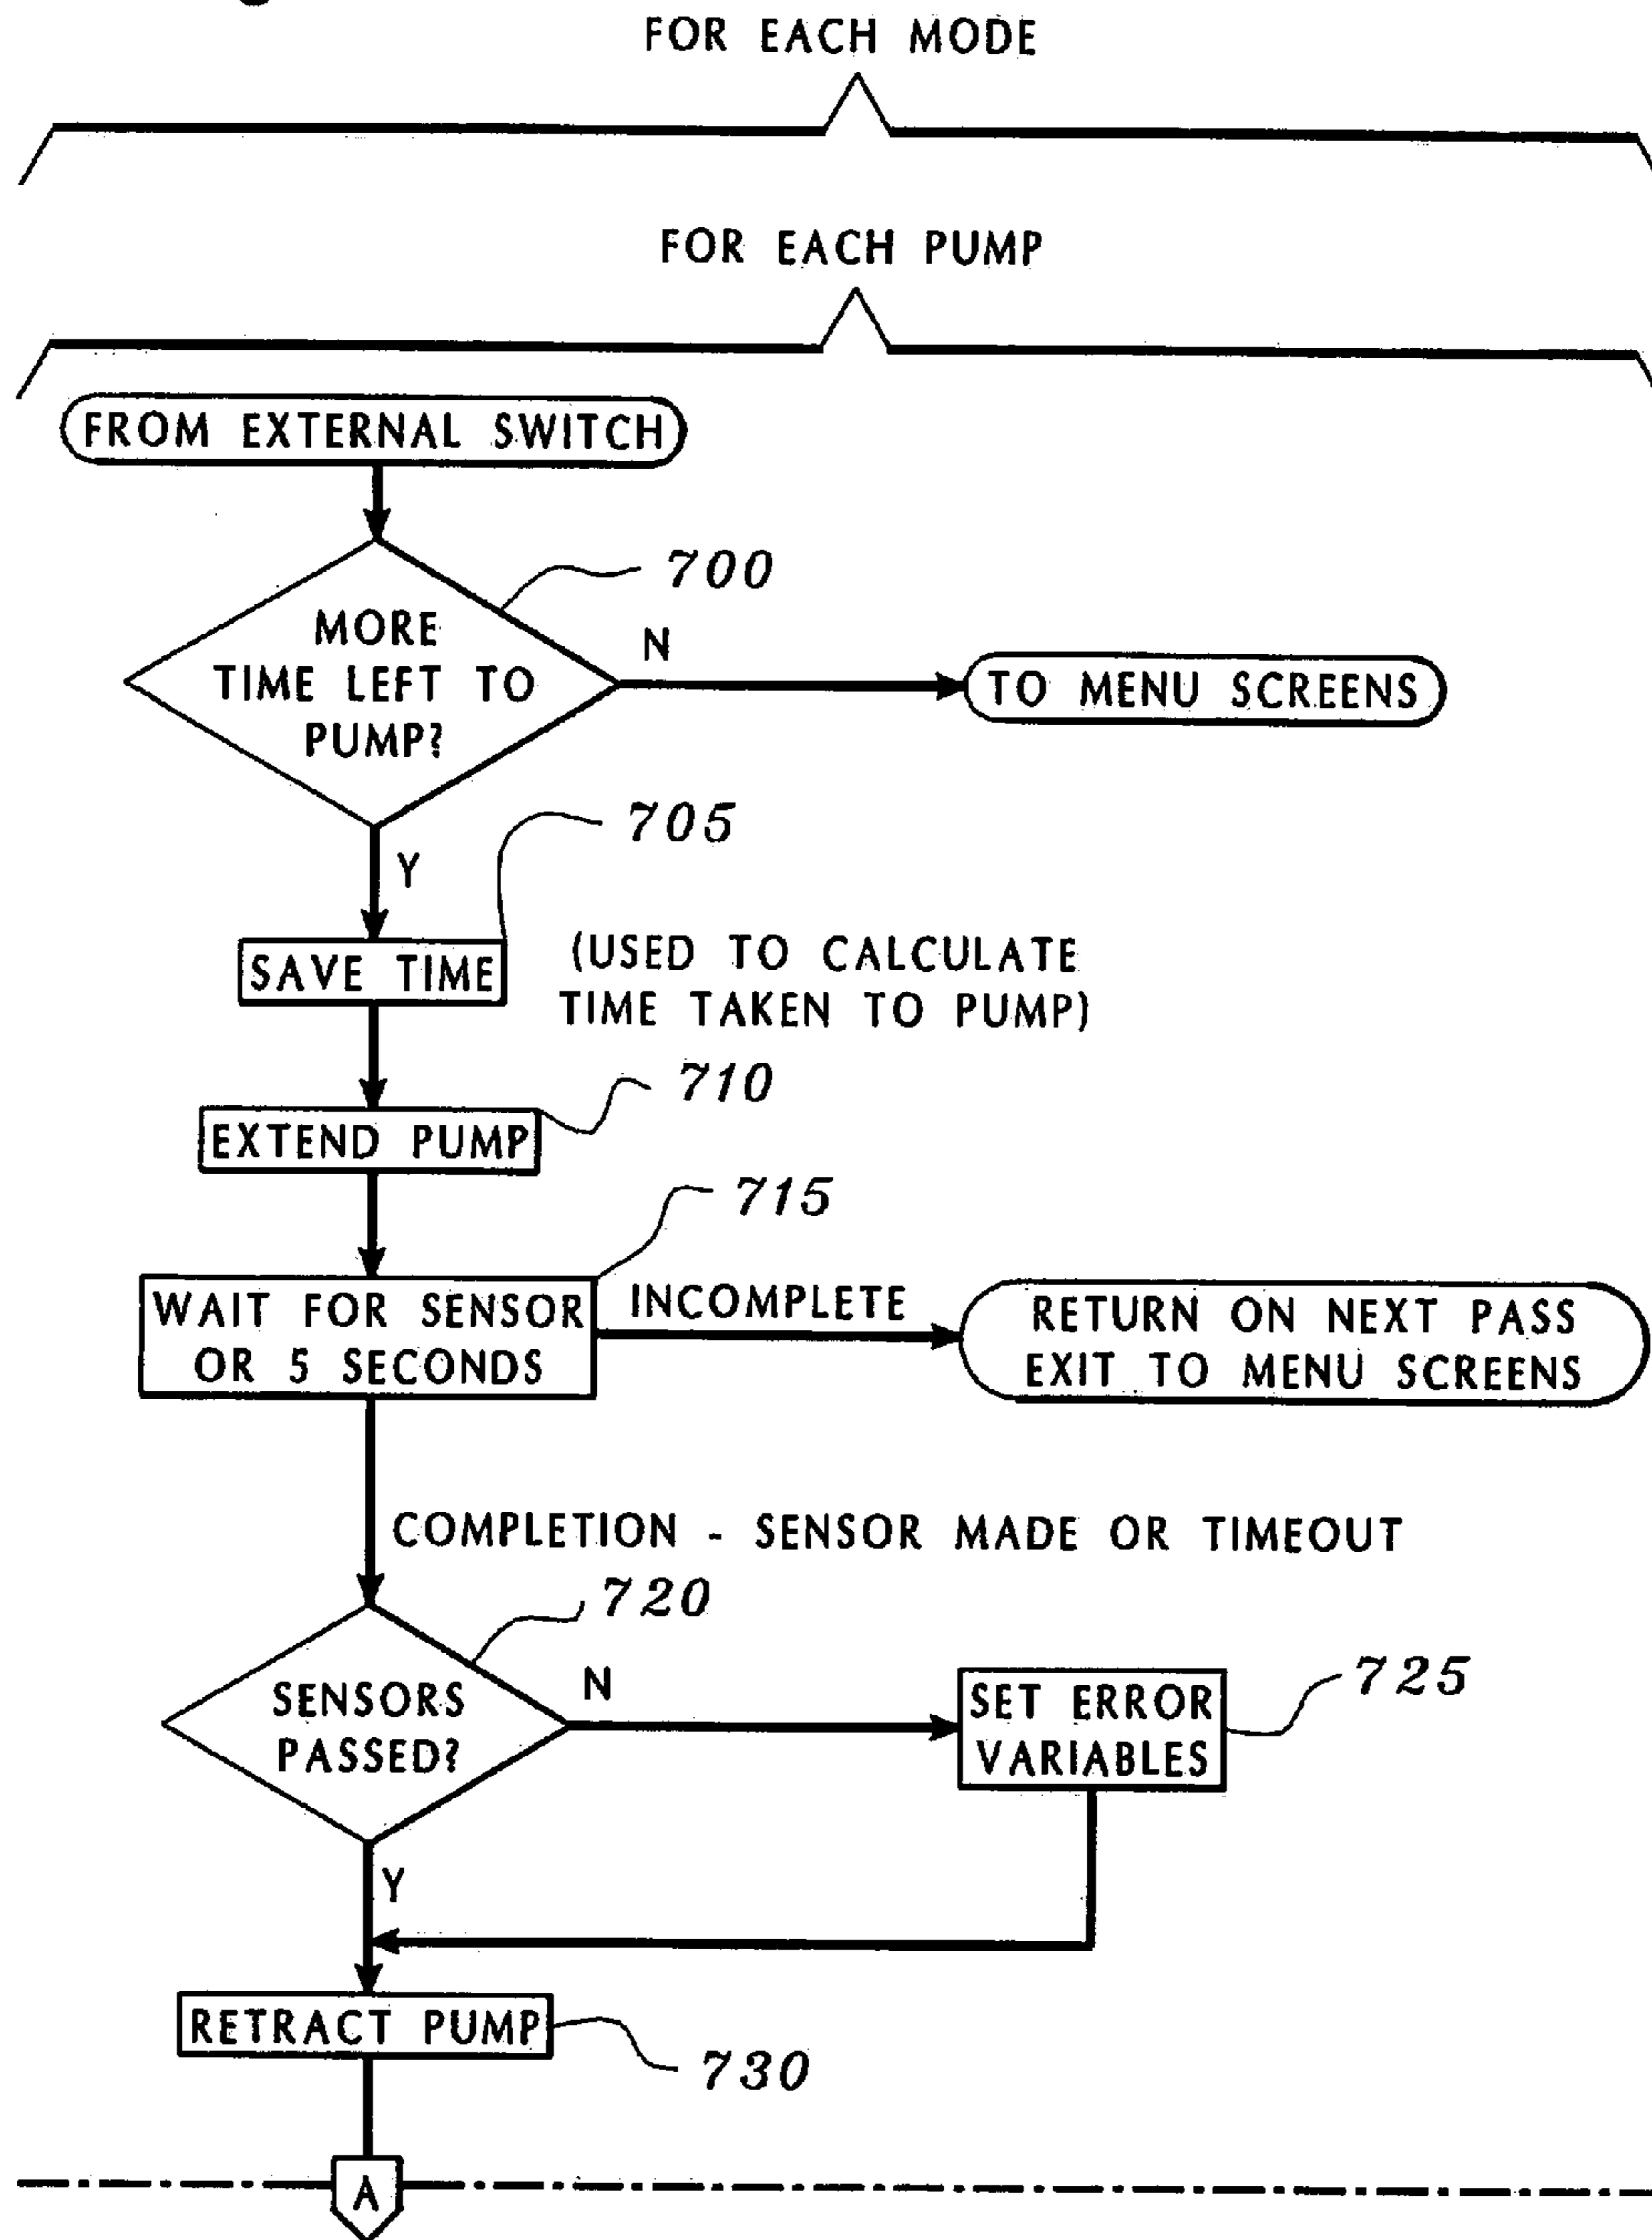 FOR EACH MODE
FOR EACH PUMP
FROM EXTERNAL SWITCH
700
MORE
TIME LEFT TO
PUMP?
N
TO MENU SCREENS
705
Y
SAVE TIME
(USED TO CALCULATE
TIME TAKEN TO PUMP)
710
EXTEND PUMP
715
WAIT FOR SENSOR
OR 5 SECONDS
INCOMPLETE
RETURN ON NEXT PASS
EXIT TO MENU SCREENS
COMPLETION - SENSOR MADE OR TIMEOUT
720
SENSORS
PASSED?
N
SET ERROR
VARIABLES
725
Y
RETRACT PUMP
730
A